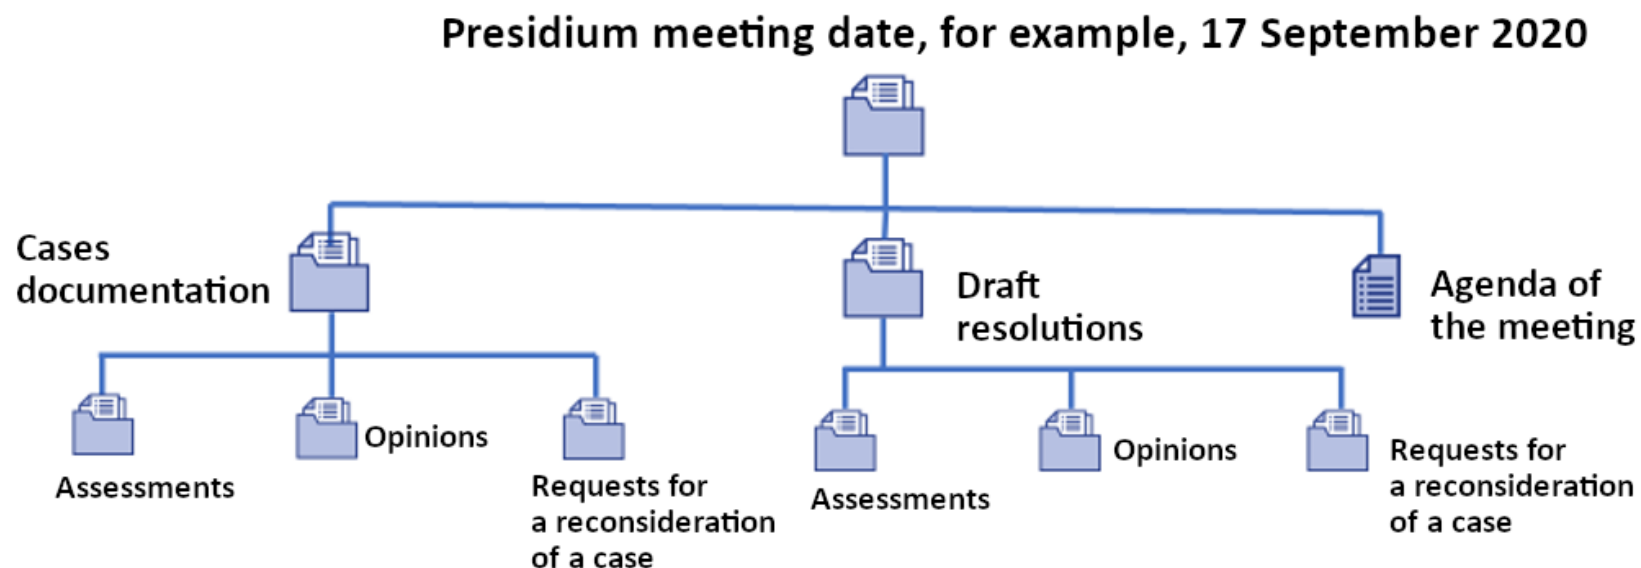 Presidium meeting date, for example, 17 September 2020
Cases
documentation
Draft
resolutions
Agenda of
the meeting
Assessments
Opinions
Requests for
a reconsideration
of a case
Assessments
Opinions
Requests for
a reconsideration
of a case